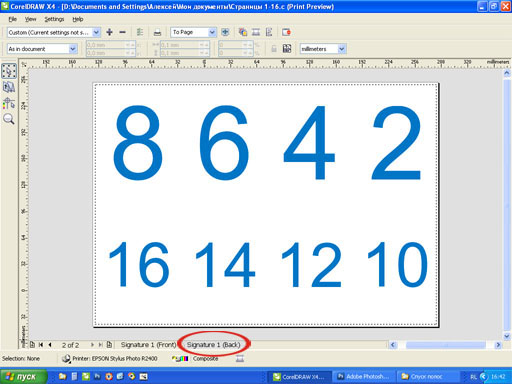 CorelDRAW X4 - [D:\Documents and Settings\Алексей\Мои документы\Страницы 1-16.c (Print Preview)
File View Settings Help
Custom (Current settings not s... To Page
As in document millimeters
8 6 4 2
16 14 12 10
2 of 2 Signature 1 (Front) Signature 1 (Back)
Selection: None Printer: EPSON Stylus Photo R2400 Composite
пуск CorelDRAW X4... Adobe Photosh... Спуск полос RL 16:42